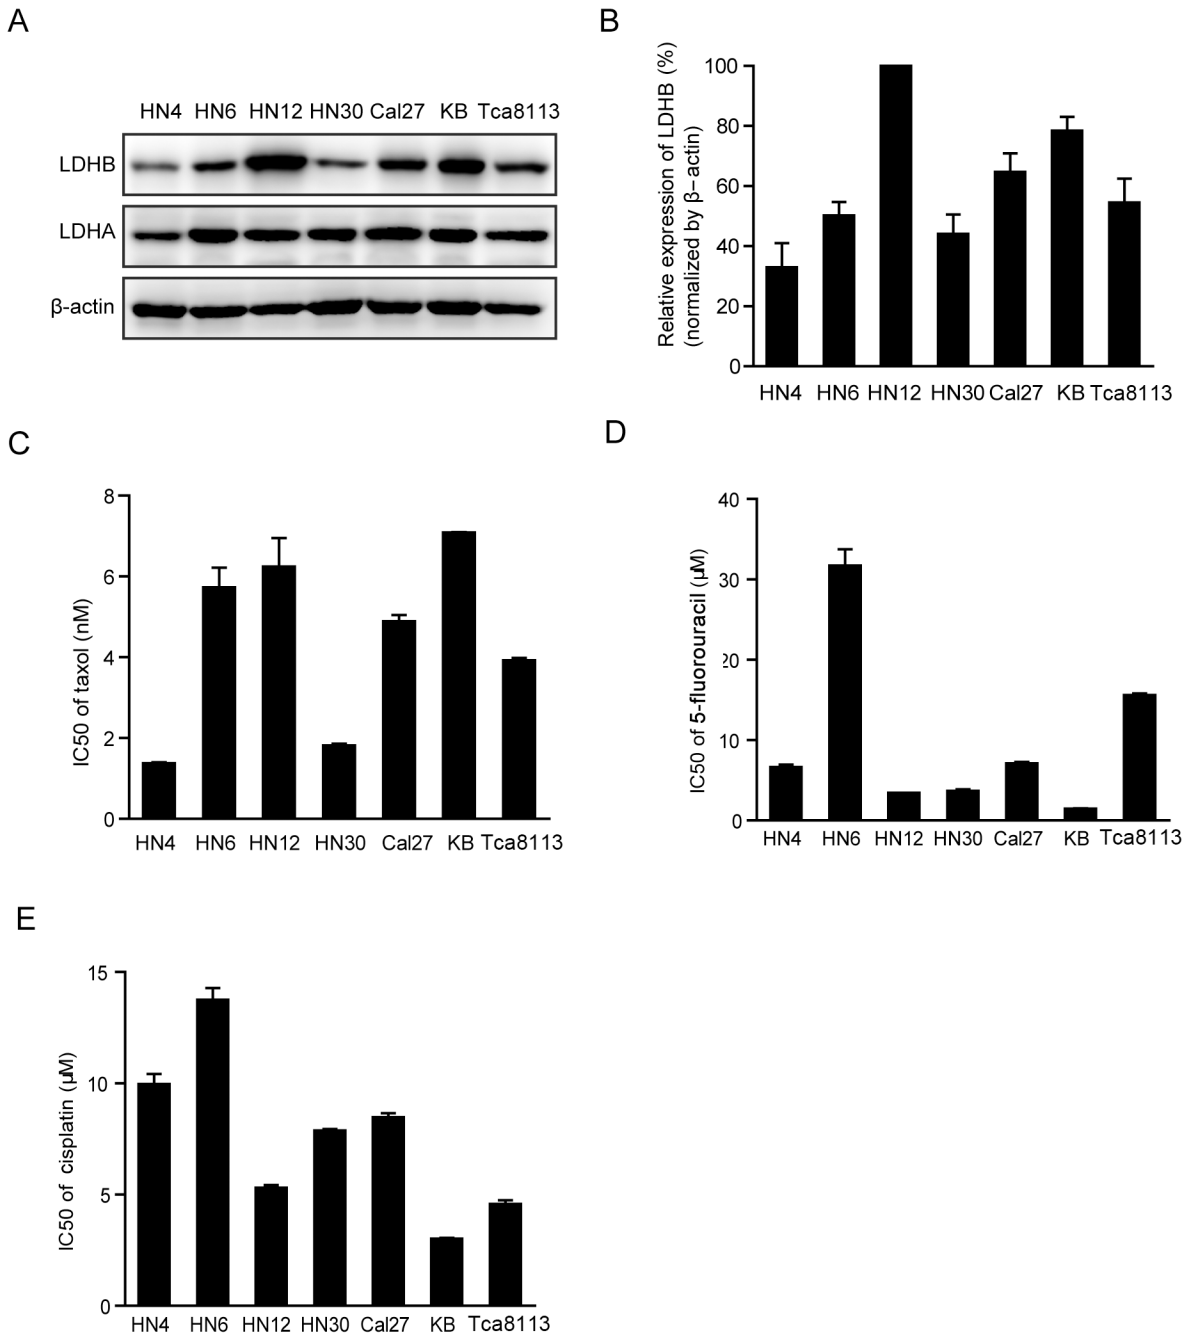 A
HN4 HN6 HN12 HN30 Cal27 KB Tca8113
LDHB
LDHA
β-actin
B
Relative expression of LDHB (%)
(normalized by β- actin)
100
80
60
40
20
0
HN4 HN6 HN12 HN30 Cal27 KB Tca8113
C
IC50 of taxol (nM)
8
6
4
2
0
HN4 HN6 HN12 HN30 Cal27 KB Tca8113
D
IC50 of 5-fluorouracil (μM)
40
30
20
10
0
HN4 HN6 HN12 HN30 Cal27 KB Tca8113
E
IC50 of cisplatin (μM)
15
10
5
0
HN4 HN6 HN12 HN30 Cal27 KB Tca8113